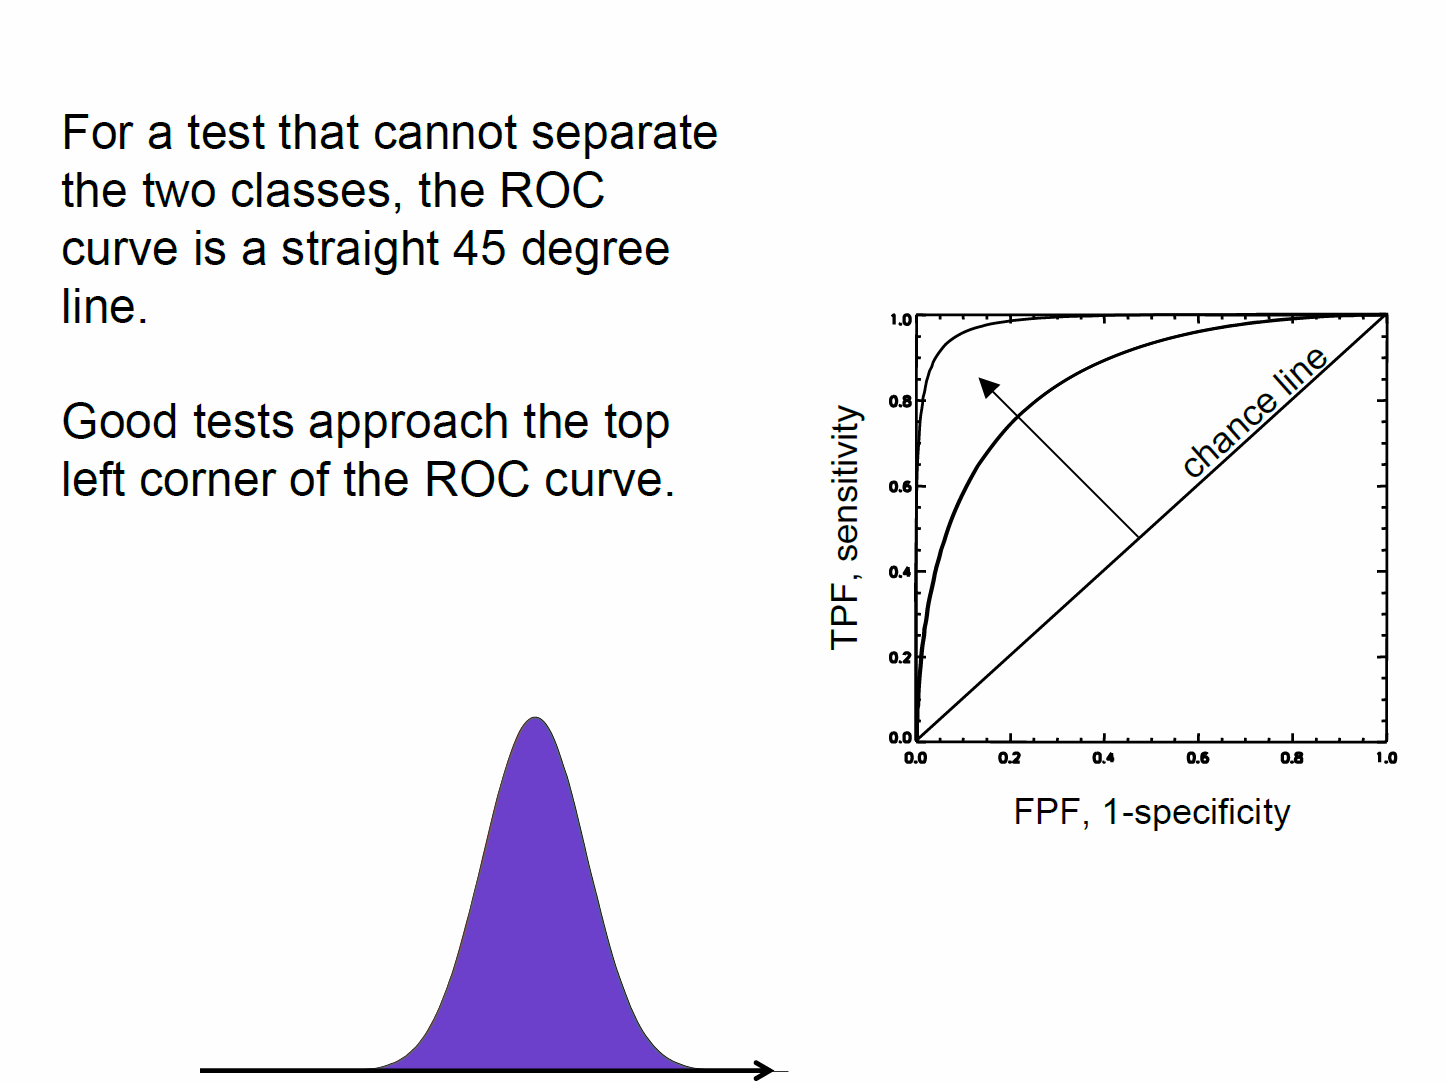 For a test that cannot separate
the two classes, the ROC
curve is a straight 45 degree
line.
Good tests approach the top
left corner of the ROC curve.
1.0
0.8
0.6
0.4
0.2
0.0
TPF, sensitivity
chance line
0.0 0.2 0.4 0.6 0.8 1.0
FPF, 1-specificity